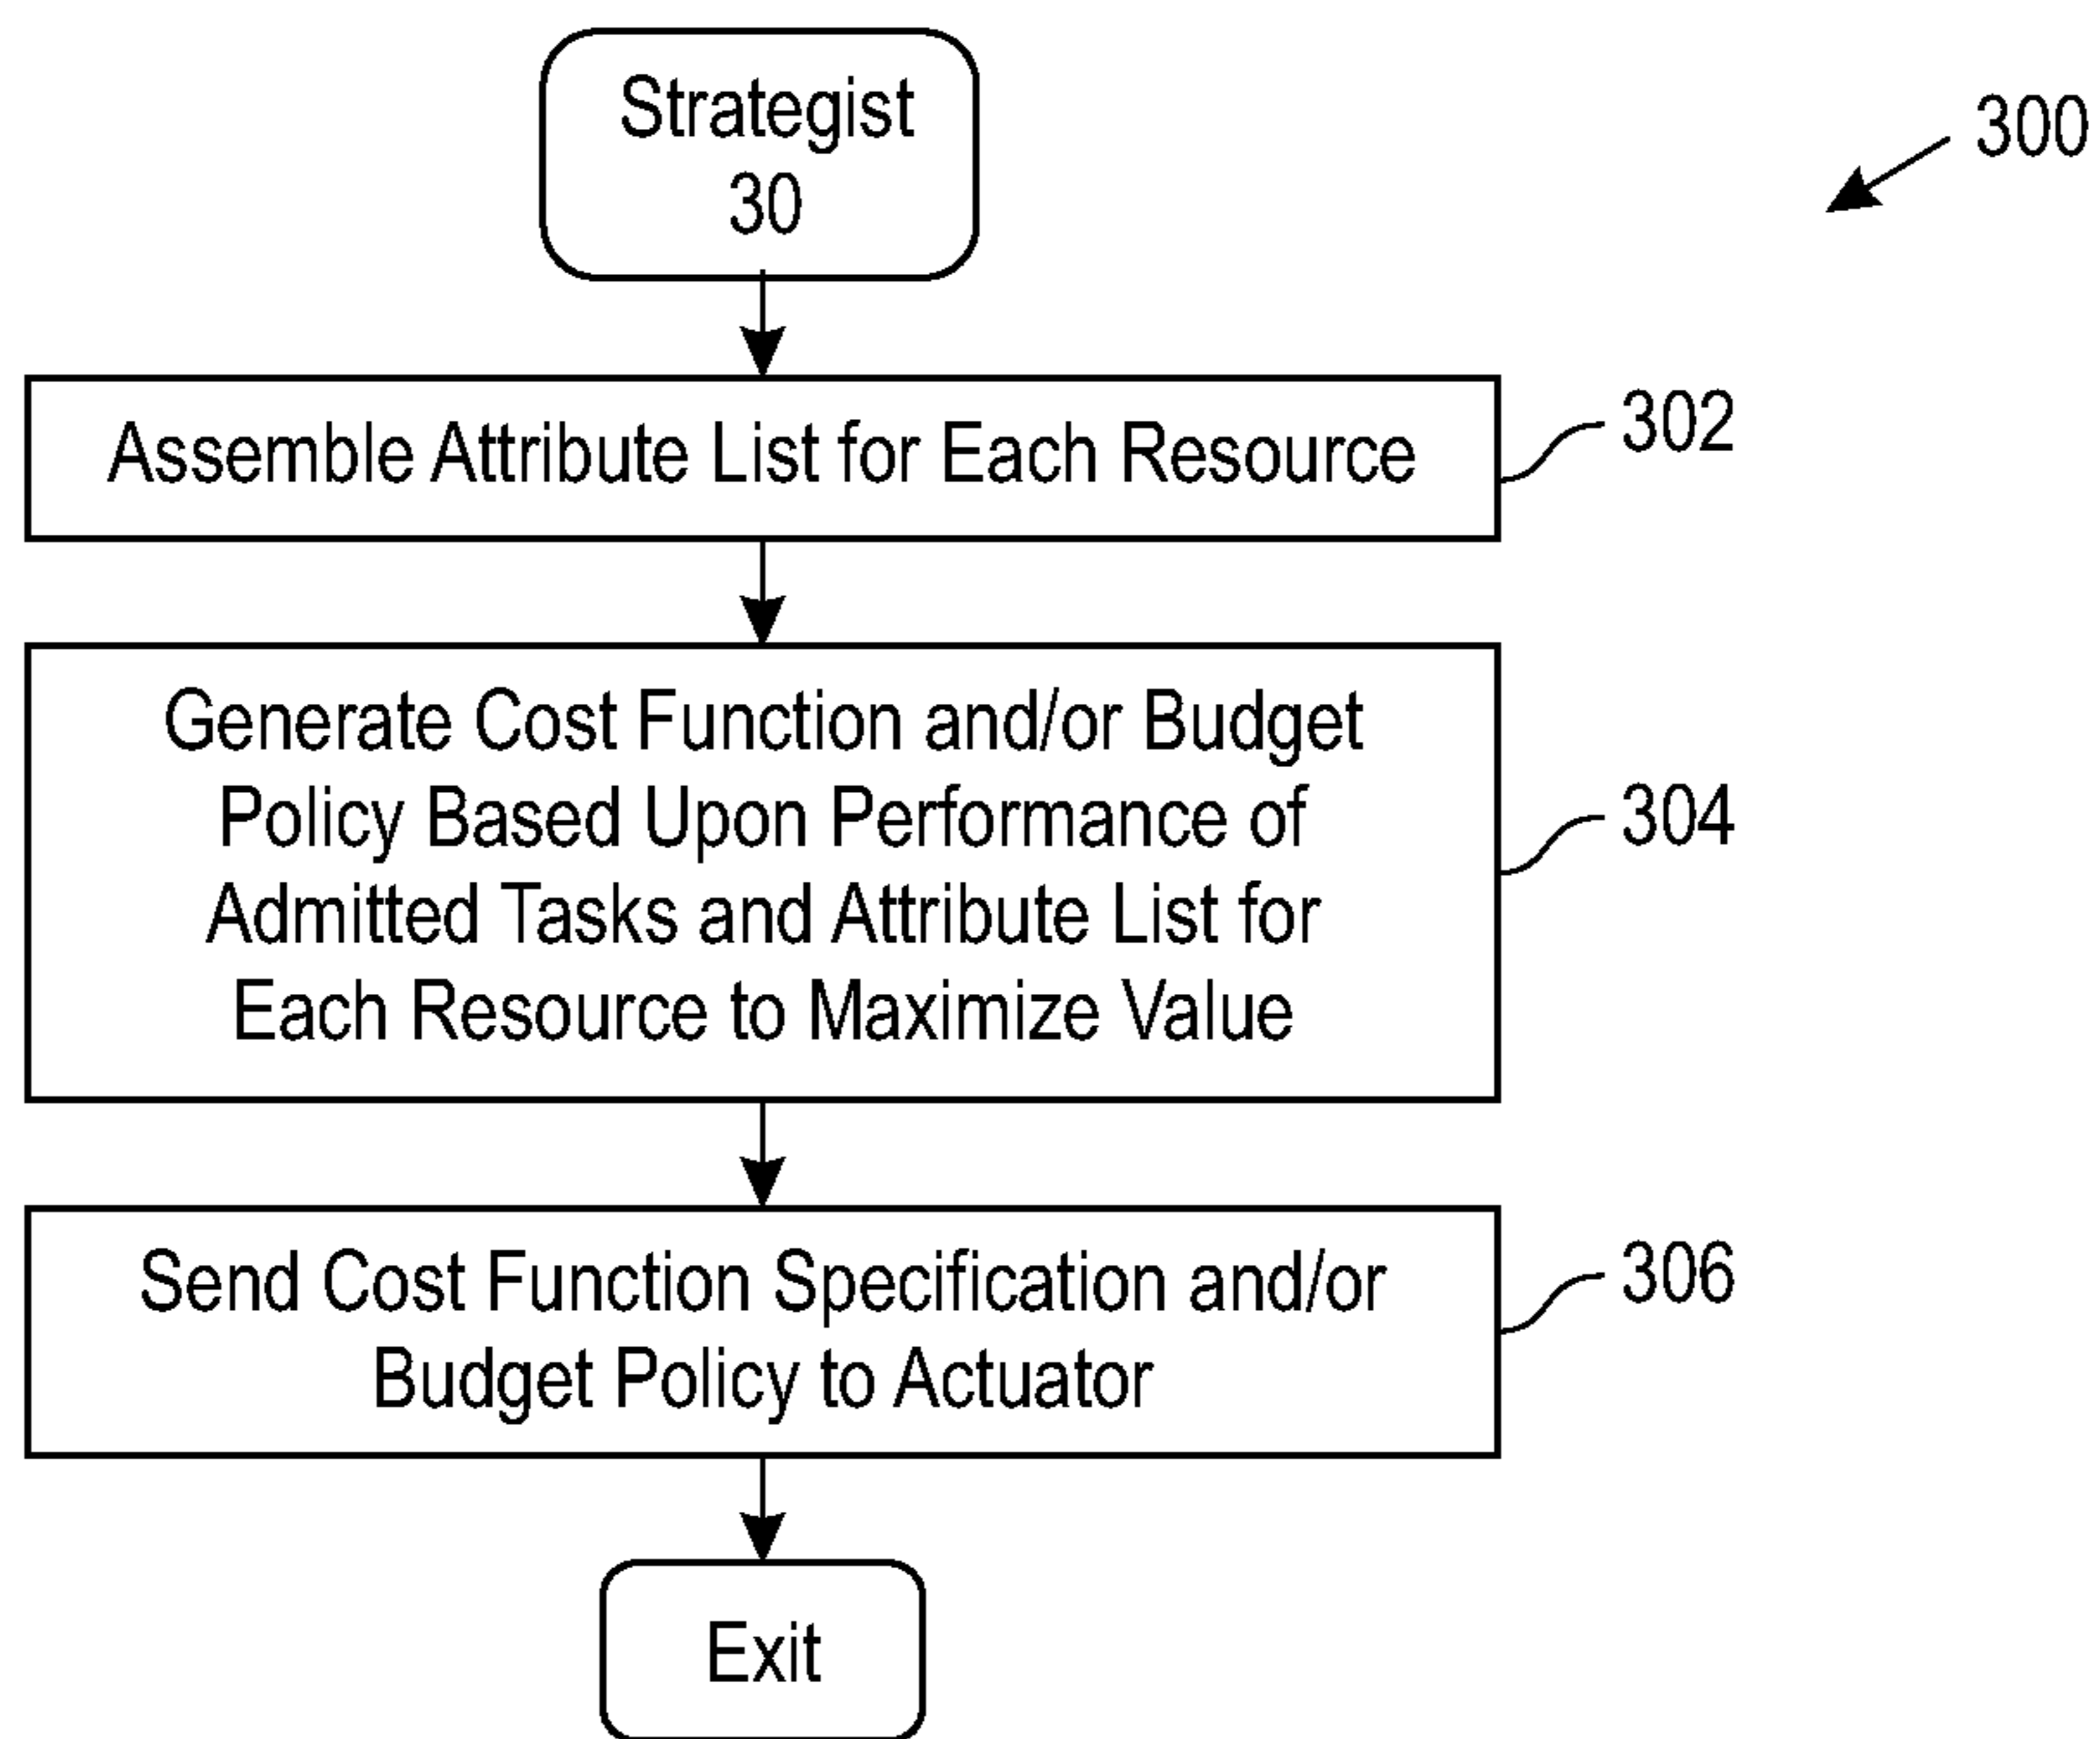 Strategist
30
300
Assemble Attribute List for Each Resource
302
Generate Cost Function and/or Budget
Policy Based Upon Performance of
Admitted Tasks and Attribute List for
Each Resource to Maximize Value
304
Send Cost Function Specification and/or
Budget Policy to Actuator
306
Exit